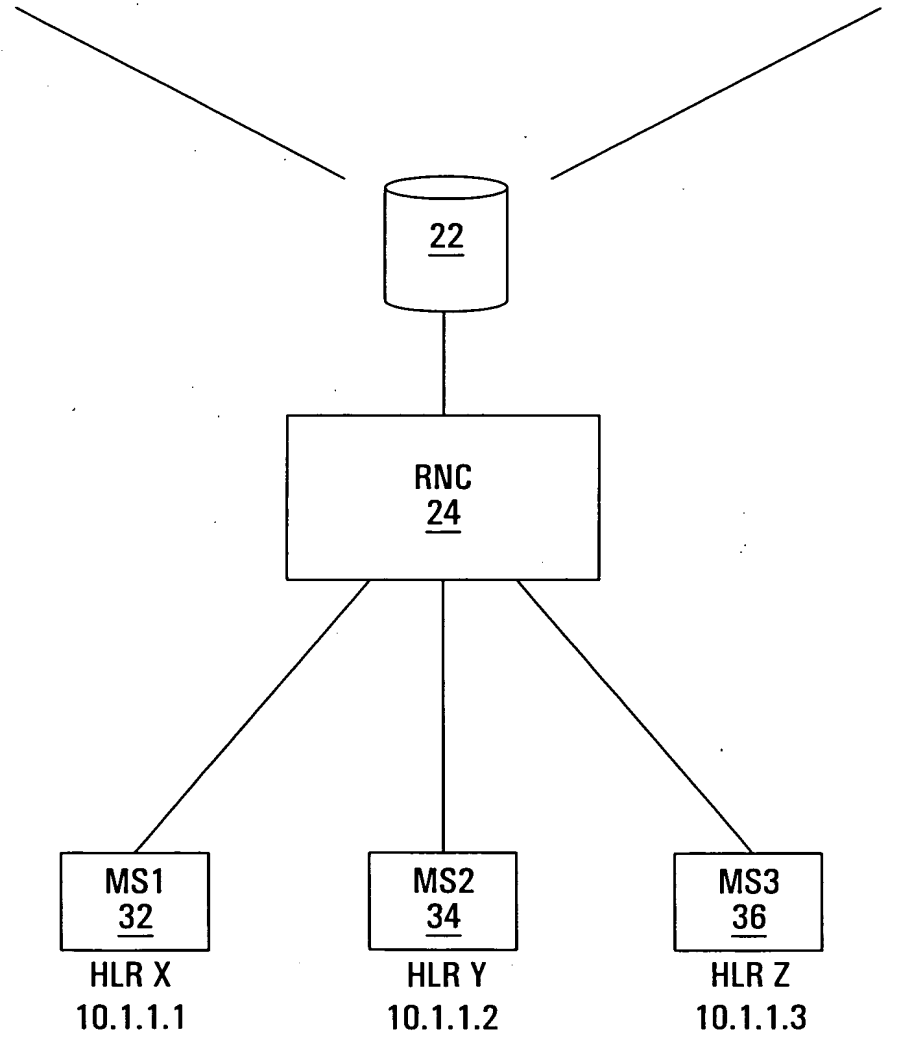 22
RNC
24
MS1
32
HLR X
10.1.1.1
MS2
34
HLR Y
10.1.1.2
MS3
36
HLR Z
10.1.1.3